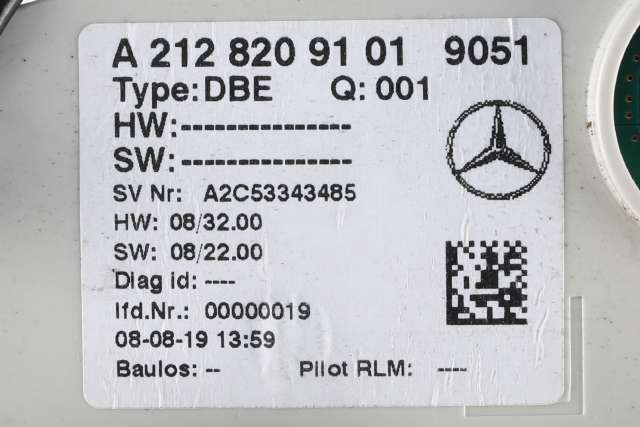 A 212 820 91 01 9051
Type: DBE Q: 001
HW:---------------
SW:---------------
SV Nr: A2C53343485
HW: 08/32.00
SW: 08/22.00
Diag id: ----
lfd.Nr.: 00000019
08-08-19 13:59
Baulos: -- Pilot RLM: ----